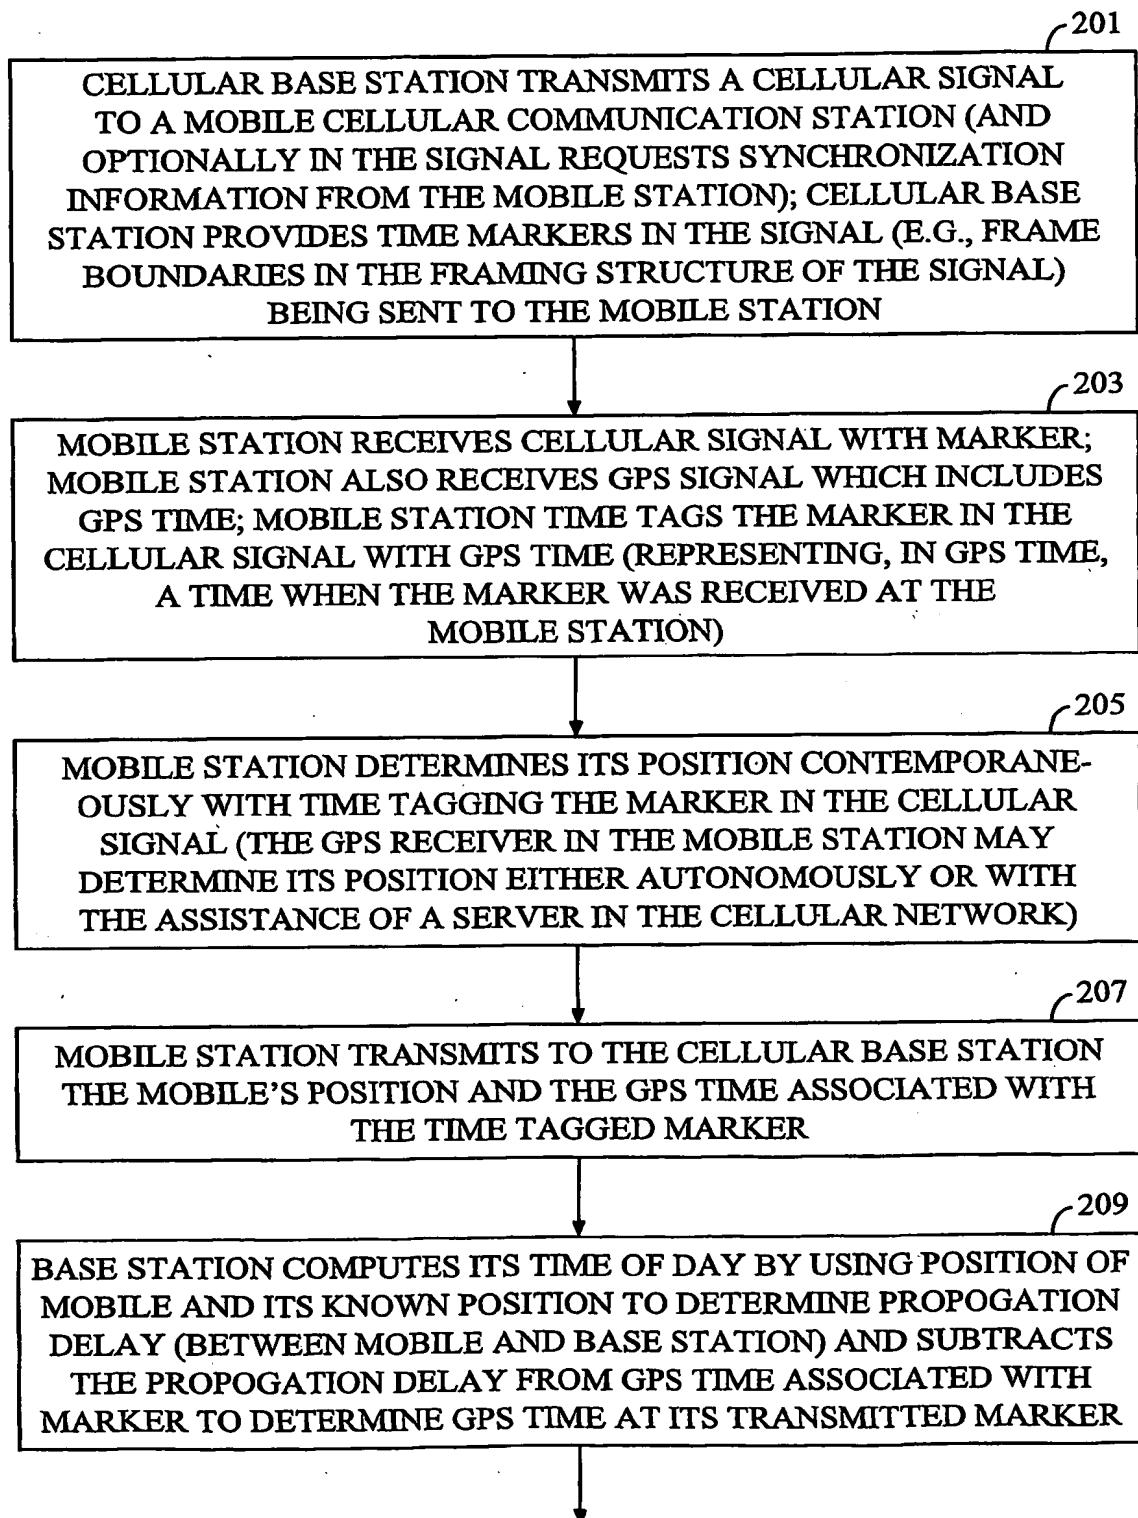 201
CELLULAR BASE STATION TRANSMITS A CELLULAR SIGNAL
TO A MOBILE CELLULAR COMMUNICATION STATION (AND
OPTIONALLY IN THE SIGNAL REQUESTS SYNCHRONIZATION
INFORMATION FROM THE MOBILE STATION); CELLULAR BASE
STATION PROVIDES TIME MARKERS IN THE SIGNAL (E.G., FRAME
BOUNDARIES IN THE FRAMING STRUCTURE OF THE SIGNAL)
BEING SENT TO THE MOBILE STATION
203
MOBILE STATION RECEIVES CELLULAR SIGNAL WITH MARKER;
MOBILE STATION ALSO RECEIVES GPS SIGNAL WHICH INCLUDES
GPS TIME; MOBILE STATION TIME TAGS THE MARKER IN THE
CELLULAR SIGNAL WITH GPS TIME (REPRESENTING, IN GPS TIME,
A TIME WHEN THE MARKER WAS RECEIVED AT THE
MOBILE STATION)
205
MOBILE STATION DETERMINES ITS POSITION CONTEMPORANE-
OUSLY WITH TIME TAGGING THE MARKER IN THE CELLULAR
SIGNAL (THE GPS RECEIVER IN THE MOBILE STATION MAY
DETERMINE ITS POSITION EITHER AUTONOMOUSLY OR WITH
THE ASSISTANCE OF A SERVER IN THE CELLULAR NETWORK)
207
MOBILE STATION TRANSMITS TO THE CELLULAR BASE STATION
THE MOBILE'S POSITION AND THE GPS TIME ASSOCIATED WITH
THE TIME TAGGED MARKER
209
BASE STATION COMPUTES ITS TIME OF DAY BY USING POSITION OF
MOBILE AND ITS KNOWN POSITION TO DETERMINE PROPOGATION
DELAY (BETWEEN MOBILE AND BASE STATION) AND SUBTRACTS
THE PROPOGATION DELAY FROM GPS TIME ASSOCIATED WITH
MARKER TO DETERMINE GPS TIME AT ITS TRANSMITTED MARKER